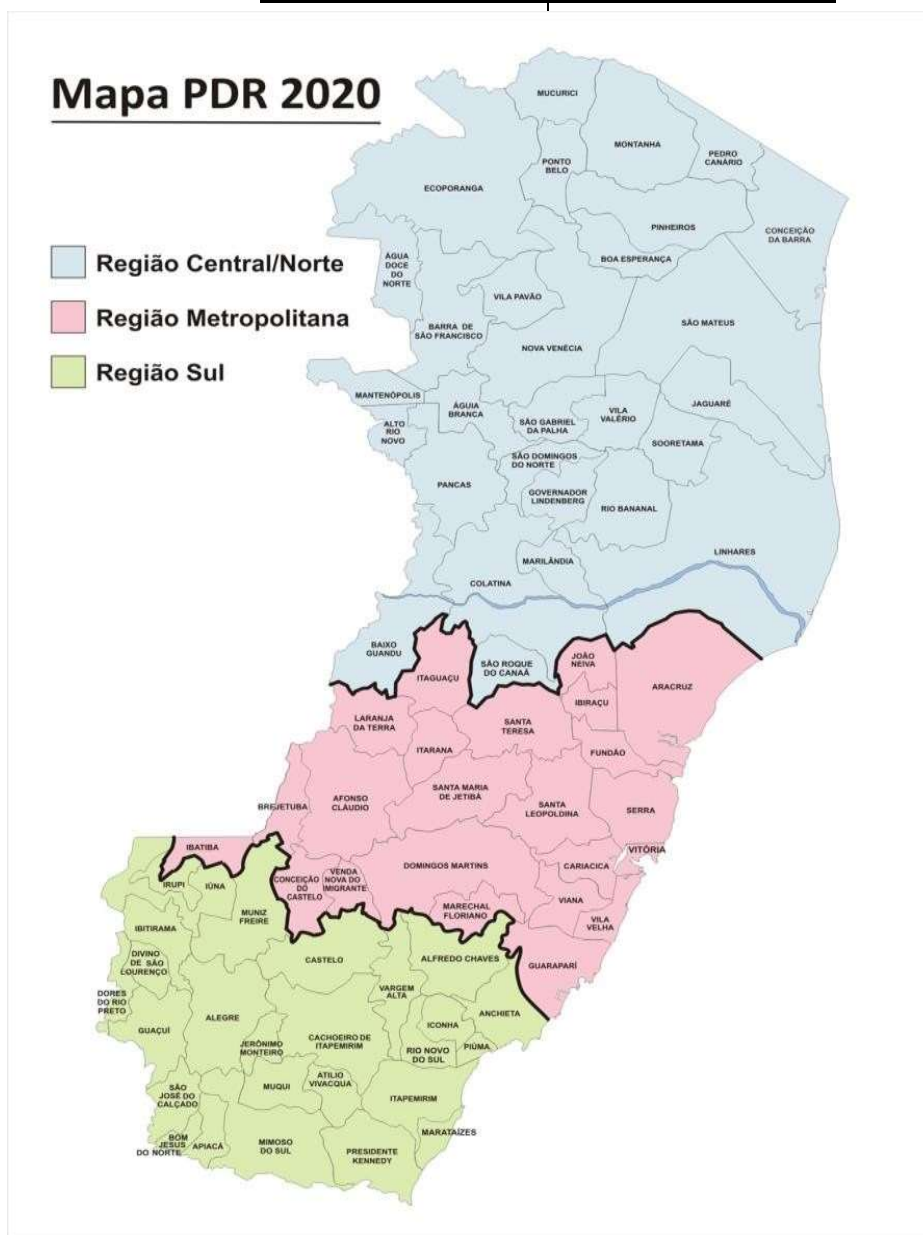 Mapa PDR 2020
Região Central/Norte
Região Metropolitana
Região Sul
MUCURICI
MONTANHA
PEDRO
CANÁRIO
PONTO
BELO
ECOPORANGA
PINHEIROS
CONCEIÇÃO
DA BARRA
ÁGUA
DOCE
DO
NORTE
BOA ESPERANÇA
VILA PAVÃO
BARRA DE
SÃO FRANCISCO
SÃO MATEUS
NOVA VENÉCIA
MANTENÓPOLIS
ÁGUIA
BRANCA
JAGUARÉ
ALTO
RIO
NOVO
SÃO GABRIEL
DA PALHA
VILA
VALÉRIO
SOORETAMA
SÃO DOMINGOS
DO NORTE
PANCAS
GOVERNADOR
LINDENBERG
RIO BANANAL
LINHARES
MARILÂNDIA
COLATINA
BAIXO
GUANDU
SÃO ROQUE
DO CANAÃ
JOÃO
NEIVA
ITAGUAÇU
ARACRUZ
IBIRAÇU
LARANJA
DA TERRA
SANTA
TERESA
ITARANA
FUNDÃO
SANTA MARIA
DE JETIBÁ
BREJETUBA
AFONSO
CLÁUDIO
SANTA
LEOPOLDINA
SERRA
IBATIBA
VITÓRIA
DOMINGOS MARTINS
CARIACICA
CONCEIÇÃO
DO
CASTELO
VENDA
NOVA DO
IMIGRANTE
IRUPI
IÚNA
VIANA
MUNIZ
FREIRE
MARECHAL
FLORIANO
VILA
VELHA
IBITIRAMA
DIVINO
DE SÃO
LOURENÇO
CASTELO
ALFREDO CHAVES
GUARAPARÍ
DORES
DO RIO
PRETO
VARGEM
ALTA
ANCHIETA
ALEGRE
GUAÇUÍ
ICONHA
CACHOEIRO DE
ITAPEMIRIM
JERÔNIMO
MONTEIRO
RIO NOVO
DO SUL
PIÚMA
SÃO
JOSÉ DO
CALÇADO
MUQUI
ATILIO
VIVACQUA
ITAPEMIRIM
MARATAÍZES
BOM
JESUS
DO NORTE
APIACÁ
MIMOSO
DO SUL
PRESIDENTE
KENNEDY